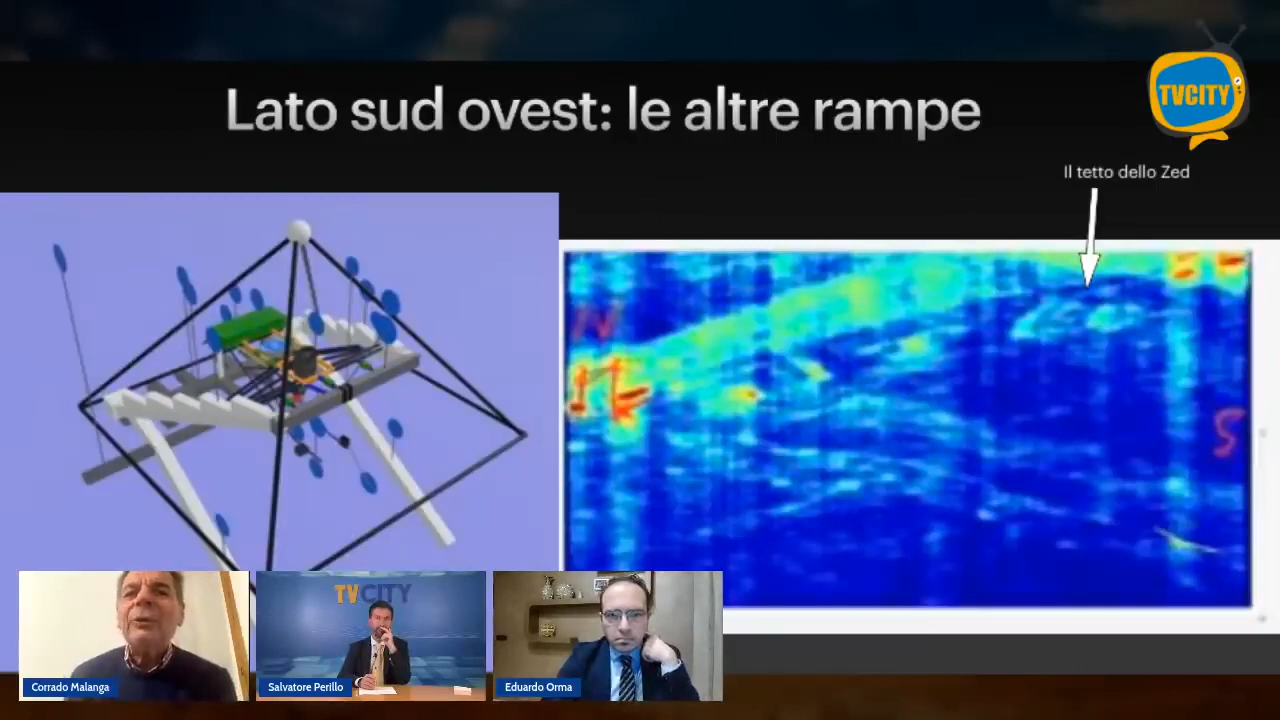 Lato sud ovest: le altre rampe
TVCITY
Il tetto dello Zed
N
S
TVCITY
Corrado Malanga
Salvatore Perillo
Eduardo Orma